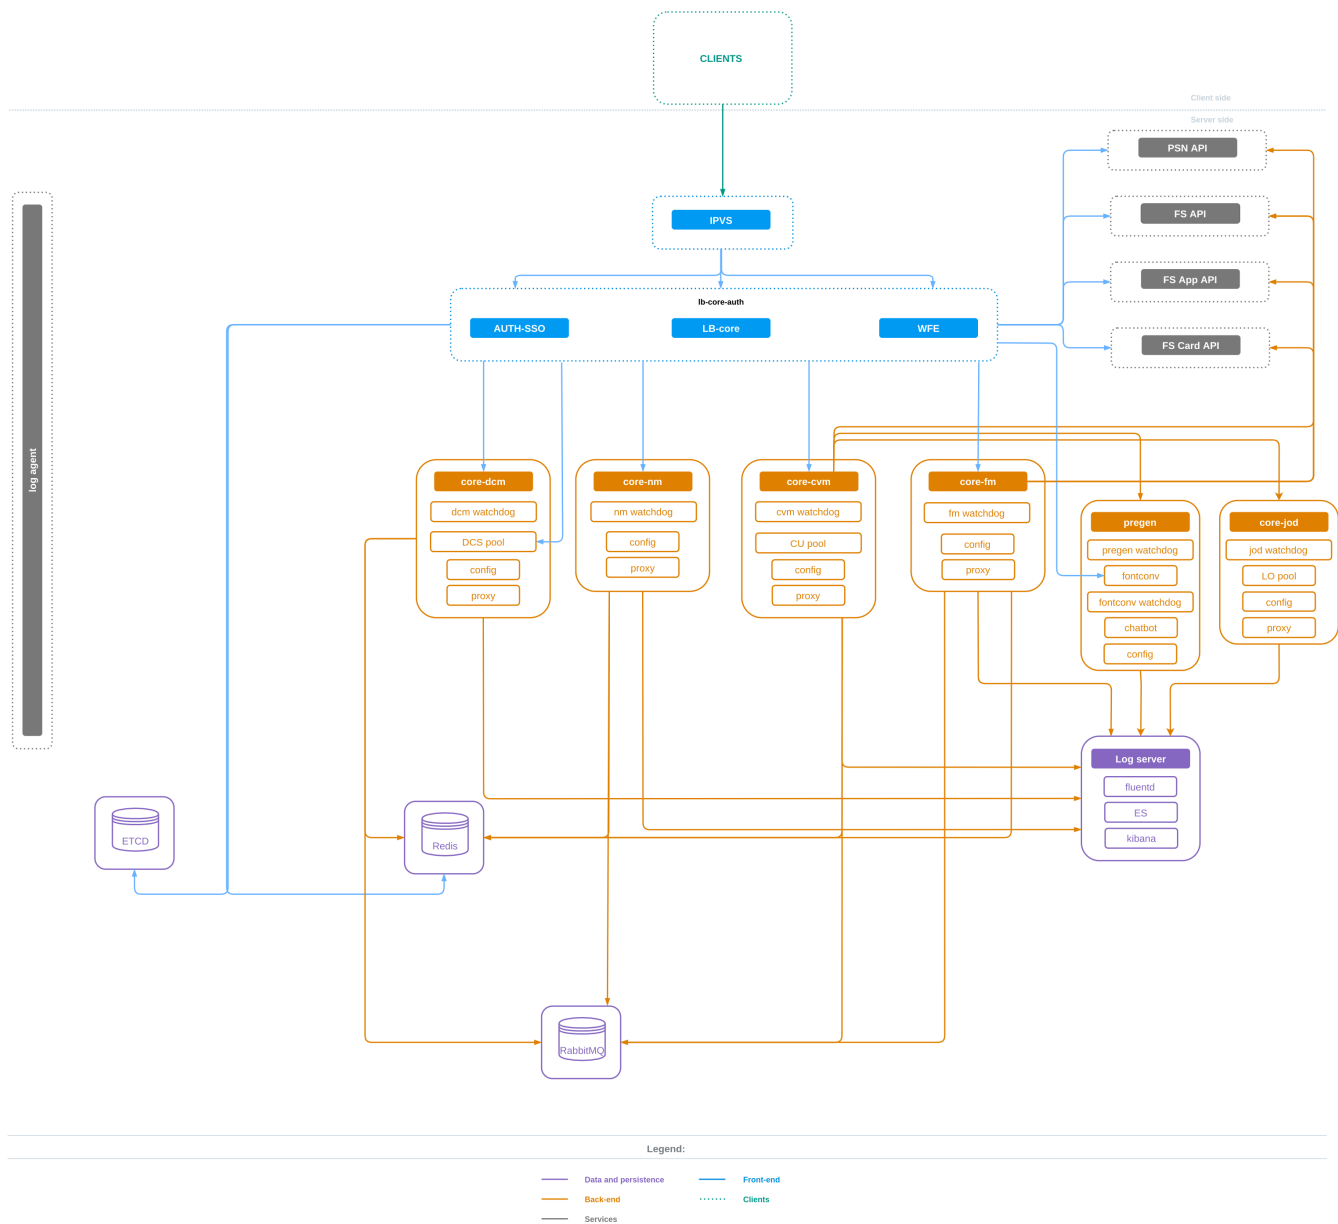 CLIENTS
Client side
Server side
PSN API
IPVS
FS API
FS App API
lb-core-auth
AUTH-SSO
LB-core
WFE
FS Card API
log agent
core-dcm
dcm watchdog
DCS pool
config
proxy
core-nm
nm watchdog
config
proxy
core-cvm
cvm watchdog
CU pool
config
proxy
core-fm
fm watchdog
config
proxy
pregen
pregen watchdog
fontconv
fontconv watchdog
chatbot
config
core-jod
jod watchdog
LO pool
config
proxy
Log server
fluentd
ES
kibana
ETCD
Redis
RabbitMQ
Legend:
Data and persistence
Front-end
Back-end
Clients
Services